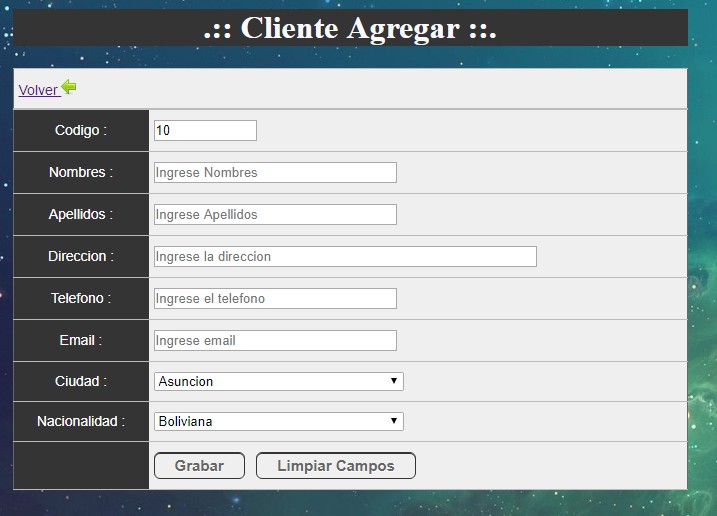 .:: Cliente Agregar ::.
Volver
Codigo : 10
Nombres : Ingrese Nombres
Apellidos : Ingrese Apellidos
Direccion : Ingrese la direccion
Telefono : Ingrese el telefono
Email : Ingrese email
Ciudad : Asuncion
Nacionalidad : Boliviana
Grabar Limpiar Campos